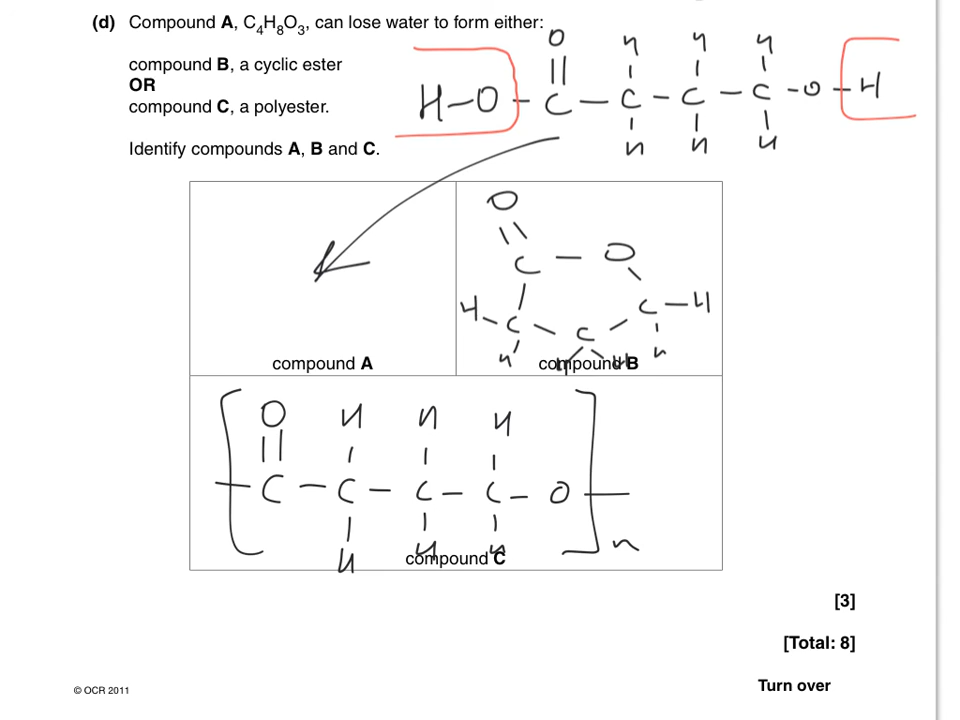 (d) Compound A, C4H8O3, can lose water to form either:
compound B, a cyclic ester
OR
compound C, a polyester.
Identify compounds A, B and C.
O
H H H
H-O-C-C-C-C-O-H
H H H
O
C-O
H-C C C-H
H H
compound A
compound B
O H H H
C-C-C-C-O
H H H n
compound C
[3]
[Total: 8]
© OCR 2011
Turn over